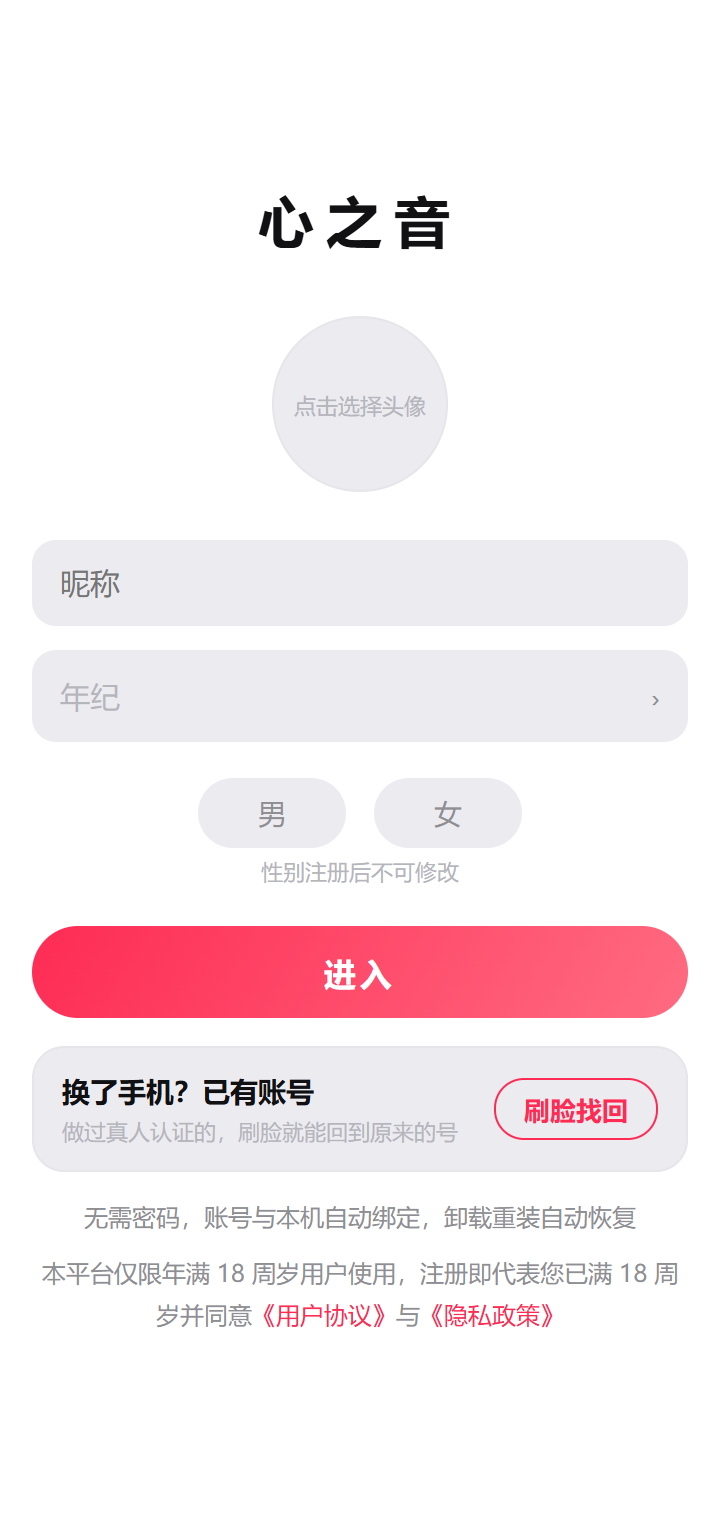 心之音
点击选择头像
昵称
年纪
›
男
女
性别注册后不可修改
进入
换了手机？已有账号
做过真人认证的，刷脸就能回到原来的号
刷脸找回
无需密码，账号与本机自动绑定，卸载重装自动恢复
本平台仅限年满 18 周岁用户使用，注册即代表您已满 18 周
岁并同意《用户协议》与《隐私政策》